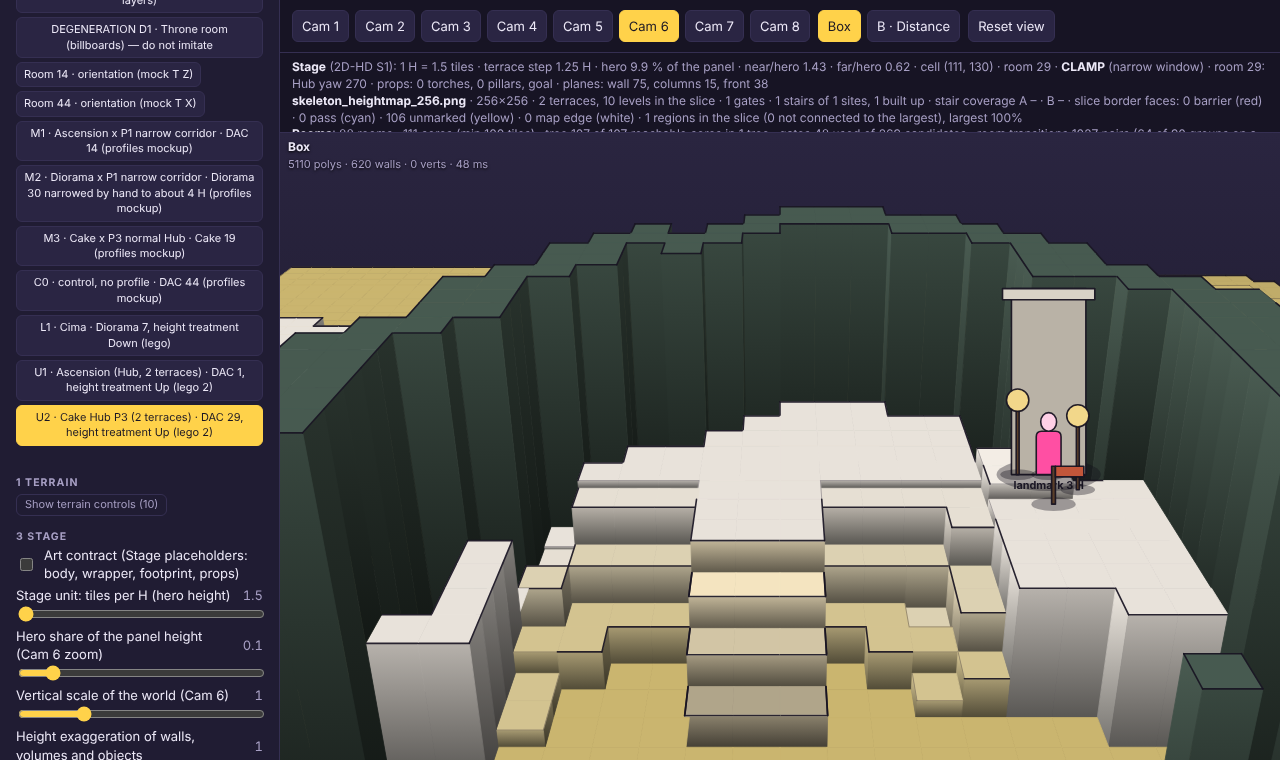 layers)
DEGENERATION D1 · Throne room
(billboards) — do not imitate
Room 14 · orientation (mock T Z)
Room 44 · orientation (mock T X)
M1 · Ascension x P1 narrow corridor · DAC
14 (profiles mockup)
M2 · Diorama x P1 narrow corridor · Diorama
30 narrowed by hand to about 4 H (profiles
mockup)
M3 · Cake x P3 normal Hub · Cake 19
(profiles mockup)
C0 · control, no profile · DAC 44 (profiles
mockup)
L1 · Cima · Diorama 7, height treatment
Down (lego)
U1 · Ascension (Hub, 2 terraces) · DAC 1,
height treatment Up (lego 2)
U2 · Cake Hub P3 (2 terraces) · DAC 29,
height treatment Up (lego 2)
1 TERRAIN
Show terrain controls (10)
3 STAGE
Art contract (Stage placeholders:
body, wrapper, footprint, props)
Stage unit: tiles per H (hero height) 1.5
Hero share of the panel height
(Cam 6 zoom) 0.1
Vertical scale of the world (Cam 6) 1
Height exaggeration of walls,
volumes and objects 1
Cam 1 Cam 2 Cam 3 Cam 4 Cam 5 Cam 6 Cam 7 Cam 8 Box B · Distance Reset view
Stage (2D-HD S1): 1 H = 1.5 tiles · terrace step 1.25 H · hero 9.9 % of the panel · near/hero 1.43 · far/hero 0.62 · cell (111, 130) · room 29 · CLAMP (narrow window) · room 29:
Hub yaw 270 · props: 0 torches, 0 pillars, goal · planes: wall 75, columns 15, front 38
skeleton_heightmap_256.png · 256×256 · 2 terraces, 10 levels in the slice · 1 gates · 1 stairs of 1 sites, 1 built up · stair coverage A – · B – · slice border faces: 0 barrier (red)
· 0 pass (cyan) · 106 unmarked (yellow) · 0 map edge (white) · 1 regions in the slice (0 not connected to the largest), largest 100%
Box
5110 polys · 620 walls · 0 verts · 48 ms
landmark 3 H